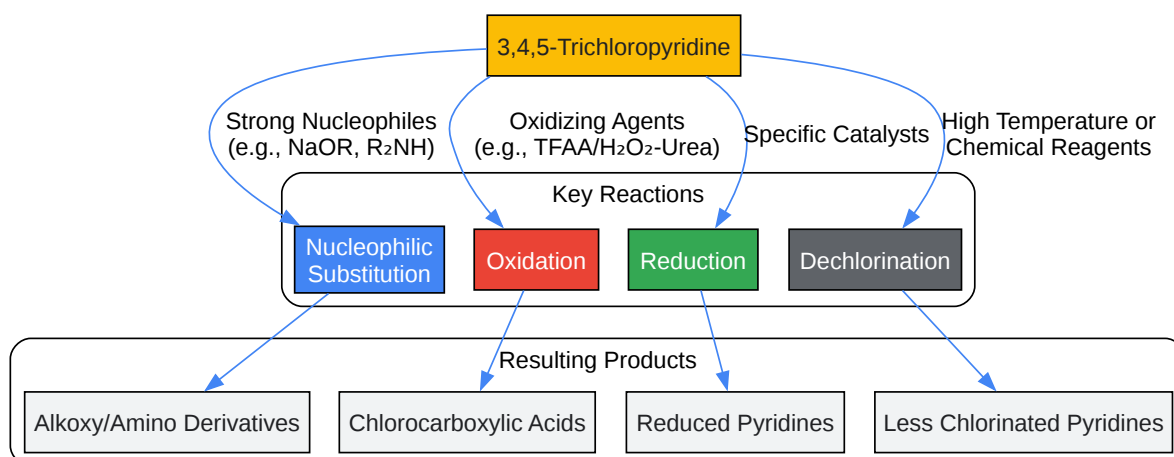 3,4,5-Trichloropyridine
Strong Nucleophiles
(e.g., NaOR, R₂NH)
Oxidizing Agents
(e.g., TFAA/H₂O₂-Urea)
Specific Catalysts
High Temperature or
Chemical Reagents
Key Reactions
Nucleophilic
Substitution
Oxidation
Reduction
Dechlorination
Resulting Products
Alkoxy/Amino Derivatives
Chlorocarboxylic Acids
Reduced Pyridines
Less Chlorinated Pyridines